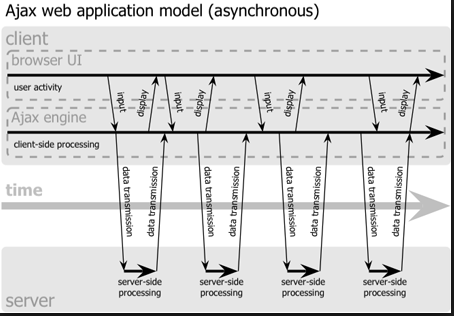 Ajax web application model (asynchronous)
client
browser UI
user activity
input
display
input
display
input
display
input
display
Ajax engine
client-side processing
data transmission
data transmission
data transmission
data transmission
data transmission
data transmission
data transmission
data transmission
time
server-side
processing
server-side
processing
server-side
processing
server-side
processing
server